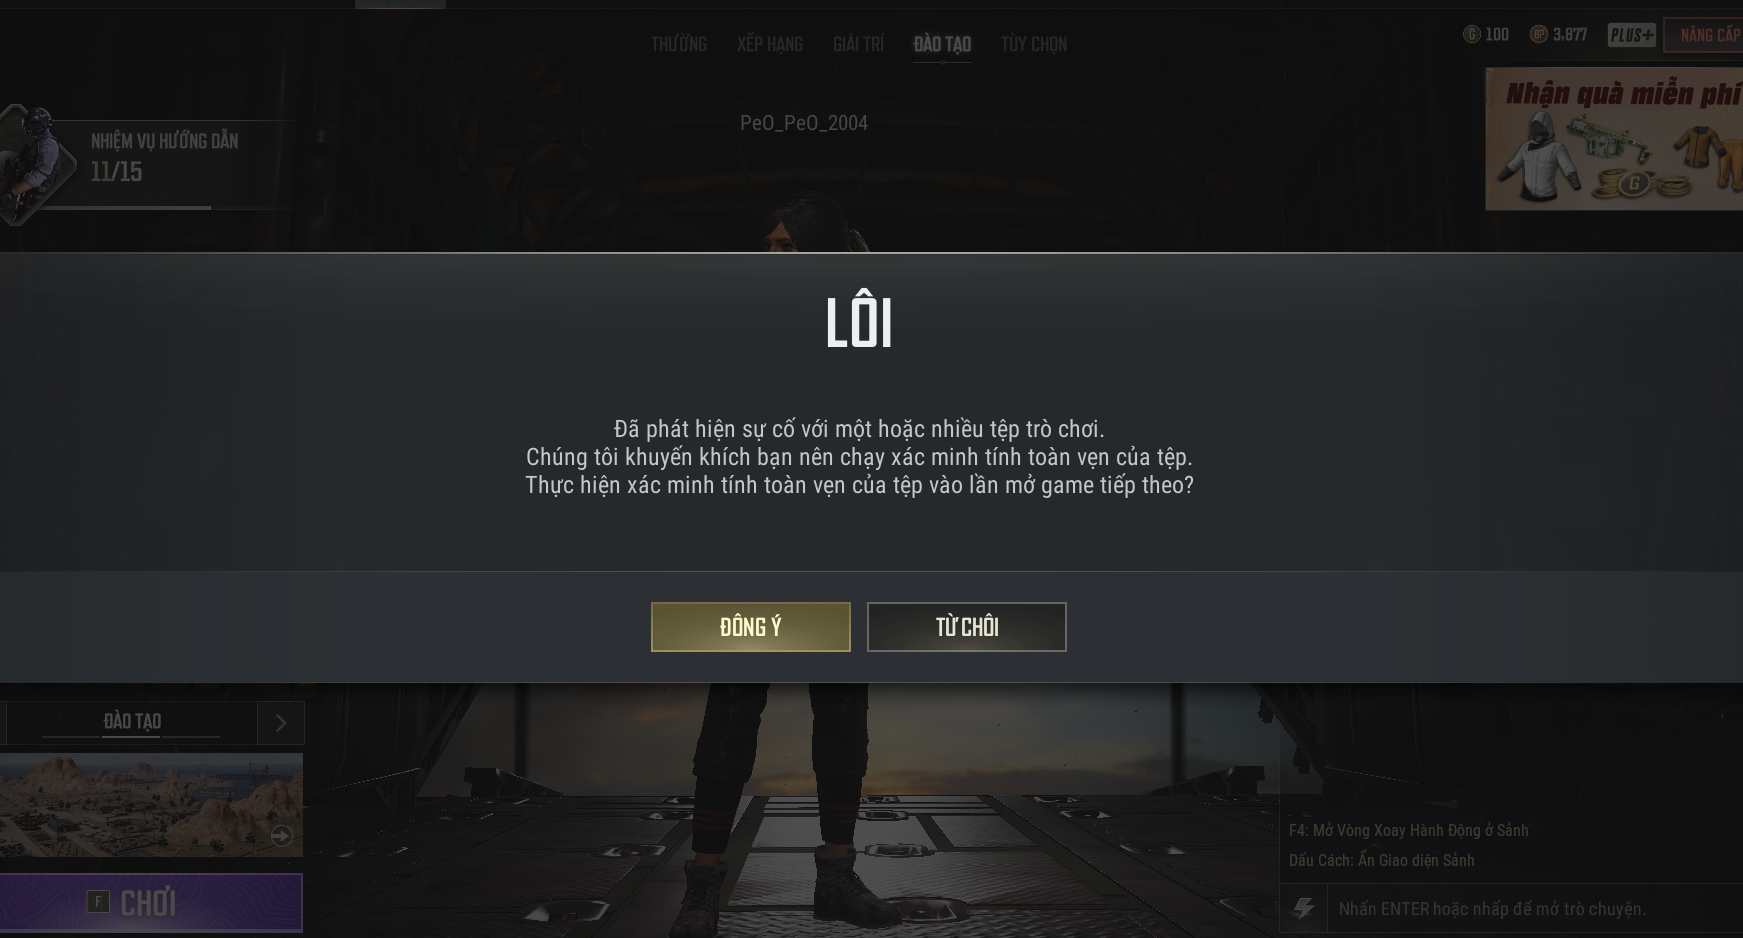 THƯỜNG XẾP HẠNG GIẢI TRÍ ĐÀO TẠO TÙY CHỌN
G 100 BP 3,877 PLUS+ NÂNG CẤP
Nhận quà miễn phí
PeO_PeO_2004
NHIỆM VỤ HƯỚNG DẪN
11/15
G
LỖI
Đã phát hiện sự cố với một hoặc nhiều tệp trò chơi.
Chúng tôi khuyến khích bạn nên chạy xác minh tính toàn vẹn của tệp.
Thực hiện xác minh tính toàn vẹn của tệp vào lần mở game tiếp theo?
ĐỒNG Ý TỪ CHỐI
ĐÀO TẠO
F CHƠI
F4: Mở Vòng Xoay Hành Động ở Sảnh
Dấu Cách: Ẩn Giao diện Sảnh
Nhấn ENTER hoặc nhấp để mở trò chuyện.